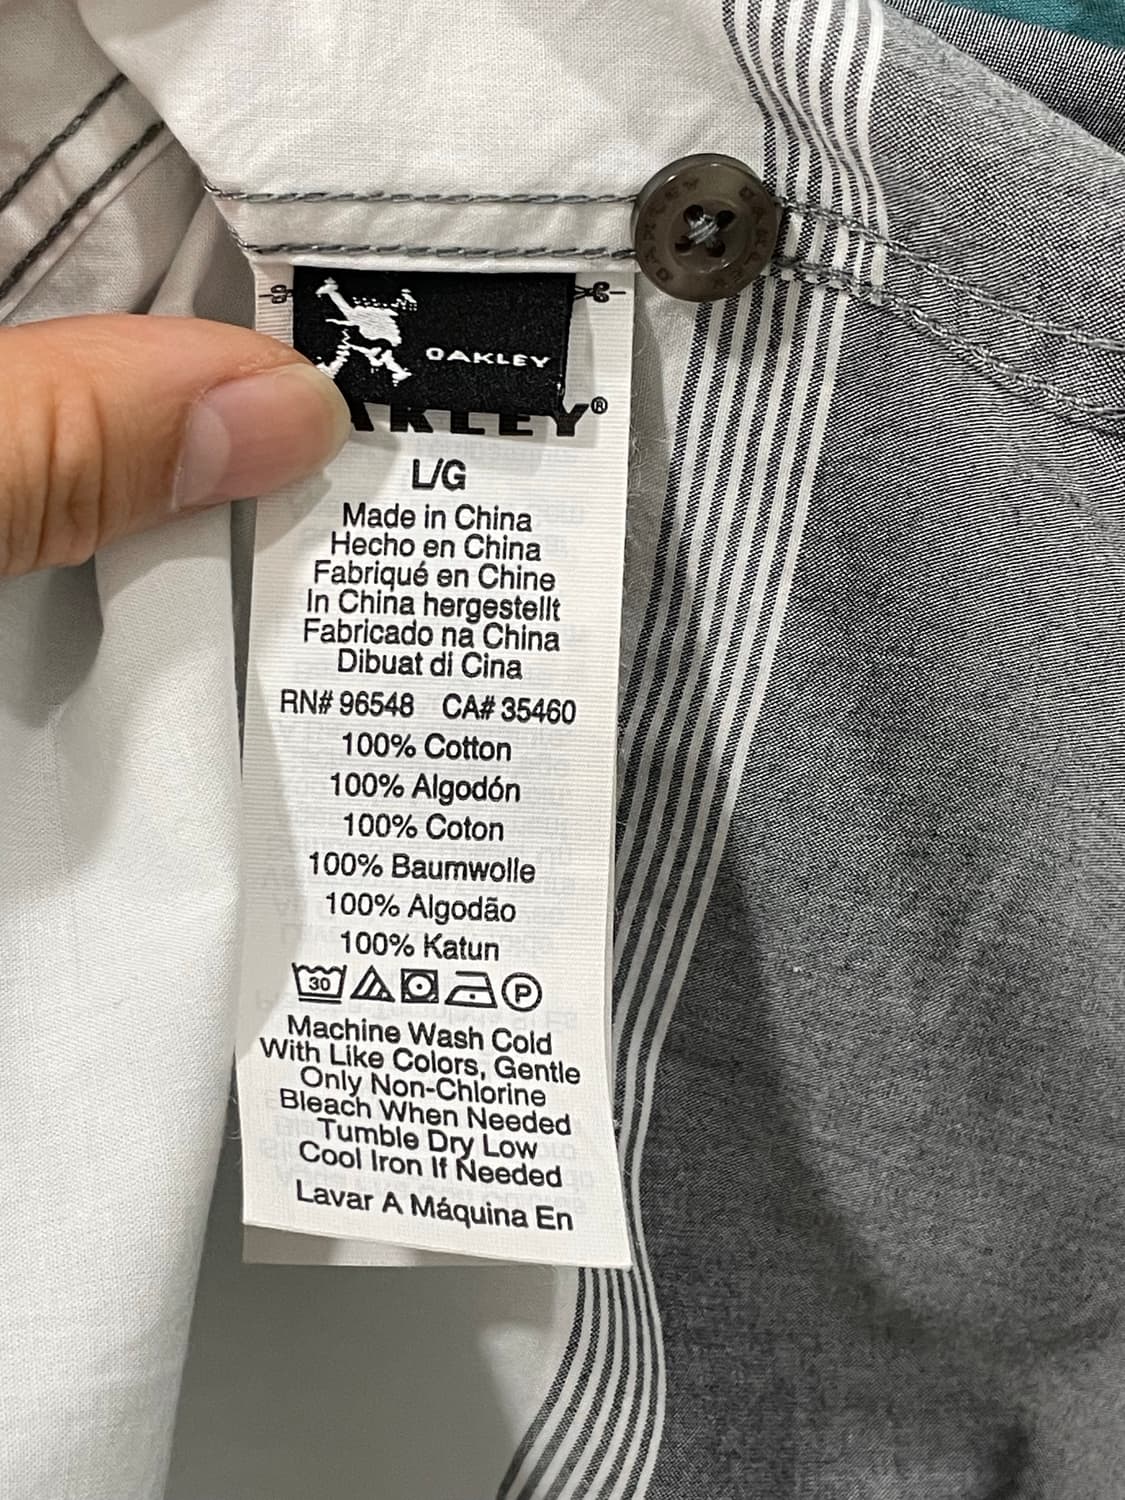 OAKLEY
OAKLEY
AKLEY®
L/G
Made in China
Hecho en China
Fabriqué en Chine
In China hergestellt
Fabricado na China
Dibuat di Cina
RN# 96548 CA# 35460
100% Cotton
100% Algodón
100% Coton
100% Baumwolle
100% Algodão
100% Katun
30 P
Machine Wash Cold
With Like Colors, Gentle
Only Non-Chlorine
Bleach When Needed
Tumble Dry Low
Cool Iron If Needed
Lavar A Máquina En